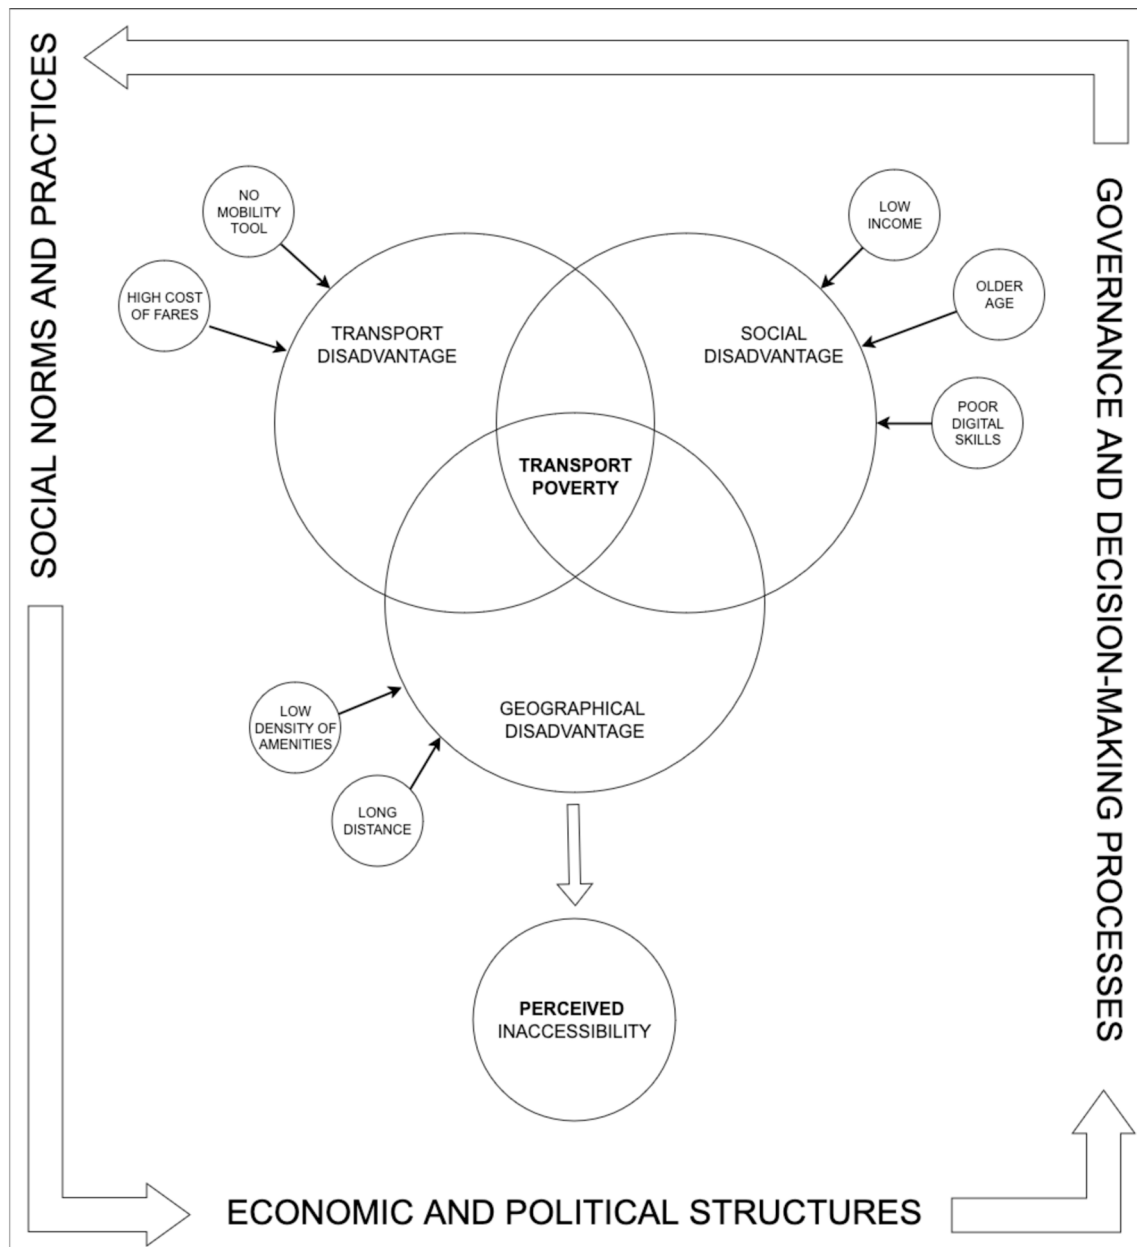 SOCIAL NORMS AND PRACTICES
NO
MOBILITY
TOOL
HIGH COST
OF FARES
TRANSPORT
DISADVANTAGE
LOW
INCOME
OLDER
AGE
SOCIAL
DISADVANTAGE
POOR
DIGITAL
SKILLS
TRANSPORT
POVERTY
LOW
DENSITY OF
AMENITIES
LONG
DISTANCE
GEOGRAPHICAL
DISADVANTAGE
PERCEIVED
INACCESSIBILITY
GOVERNANCE AND DECISION-MAKING PROCESSES
ECONOMIC AND POLITICAL STRUCTURES